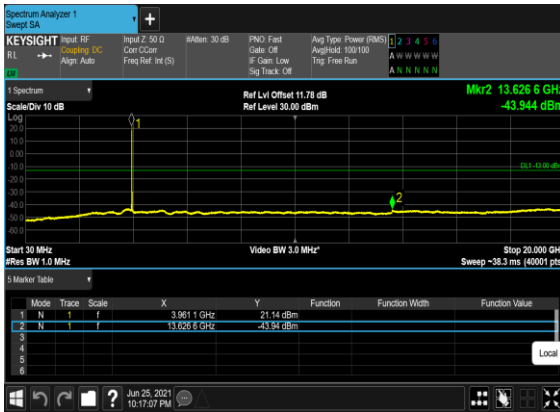 Spectrum Analyzer 1
Swept SA
+
KEYSIGHT Input: RF Input Z: 50 Ω #Atten: 30 dB PNO: Fast Avg Type: Power (RMS) 1 2 3 4 5 6
RL Coupling: DC Corr CCorr Gate: Off Avg|Hold: 100/100 A W W W W W
Align: Auto Freq Ref: Int (S) IF Gain: Low Trig: Free Run
Sig Track: Off A N N N N N
1 Spectrum Ref Lvl Offset 11.78 dB Mkr2 13.626 6 GHz
Scale/Div 10 dB Ref Level 30.00 dBm -43.944 dBm
Log
20.0 1
10.0
0.00
-10.0 DL1 -13.00 dBm
-20.0
-30.0
-40.0 2
-50.0
-60.0
Start 30 MHz Video BW 3.0 MHz* Stop 20.000 GHz
#Res BW 1.0 MHz Sweep ~38.3 ms (40001 pts)
5 Marker Table
Mode Trace Scale X Y Function Function Width Function Value
1 N 1 f 3.961 1 GHz 21.14 dBm
2 N 1 f 13.626 6 GHz -43.94 dBm
3
4
5
6
Local
? Jun 25, 2021
10:17:07 PM